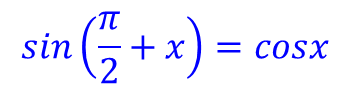 sin(π/2 + x) = cosx